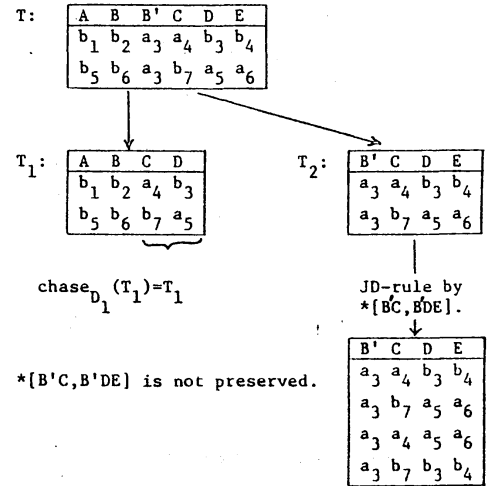 T:
A B B' C D E
b1 b2 a3 a4 b3 b4
b5 b6 a3 b7 a5 a6
T1:
A B C D
b1 b2 a4 b3
b5 b6 b7 a5
T2:
B' C D E
a3 a4 b3 b4
a3 b7 a5 a6
chaseD1(T1)=T1
JD-rule by
*[B'C,B'DE].
*[B'C,B'DE] is not preserved.
B' C D E
a3 a4 b3 b4
a3 b7 a5 a6
a3 a4 a5 a6
a3 b7 b3 b4